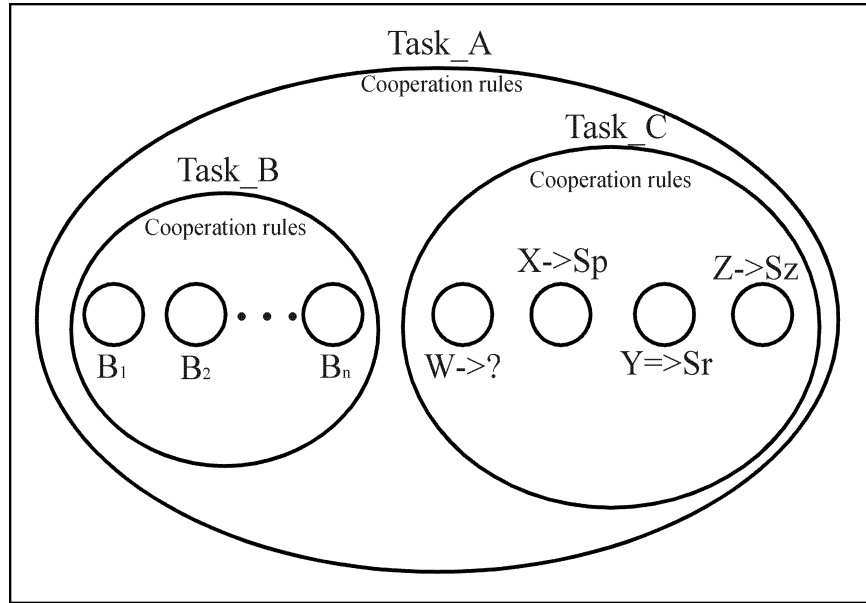 Task_A
Cooperation rules
Task_C
Cooperation rules
Task_B
Cooperation rules
X->Sp
Z->Sz
B1
B2
Bn
W->?
Y=>Sr